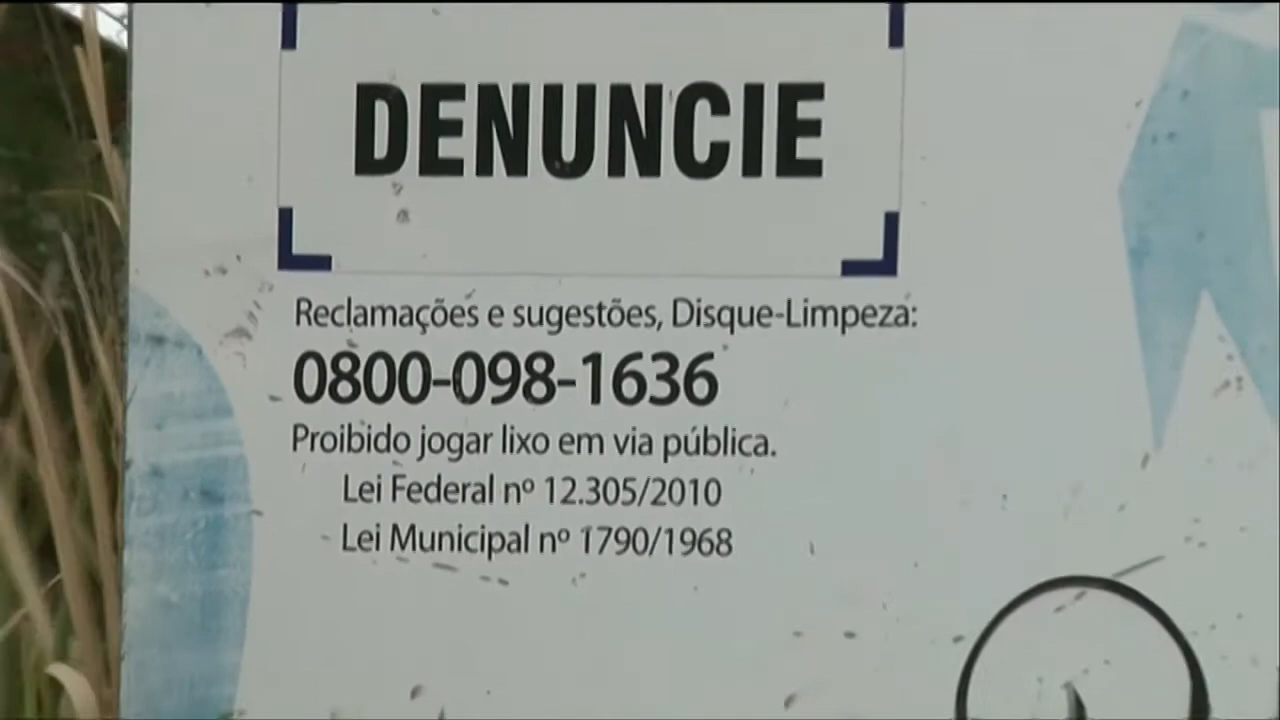 DENUNCIE
Reclamações e sugestões, Disque-Limpeza:
0800-098-1636
Proibido jogar lixo em via pública.
Lei Federal nº 12.305/2010
Lei Municipal nº 1790/1968